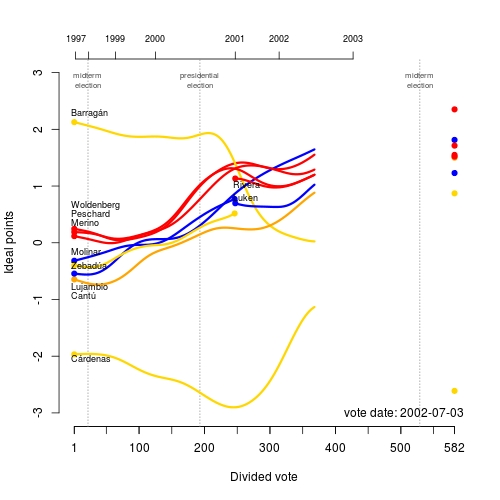 1997 1999 2000 2001 2002 2003
midterm election
presidential election
midterm election
Ideal points
3
2
1
0
-1
-2
-3
Barragán
Rivera
Luken
Woldenberg
Peschard
Merino
Molinar
Zebadúa
Lujambio
Cantú
Cárdenas
vote date: 2002-07-03
1 100 200 300 400 500 582
Divided vote